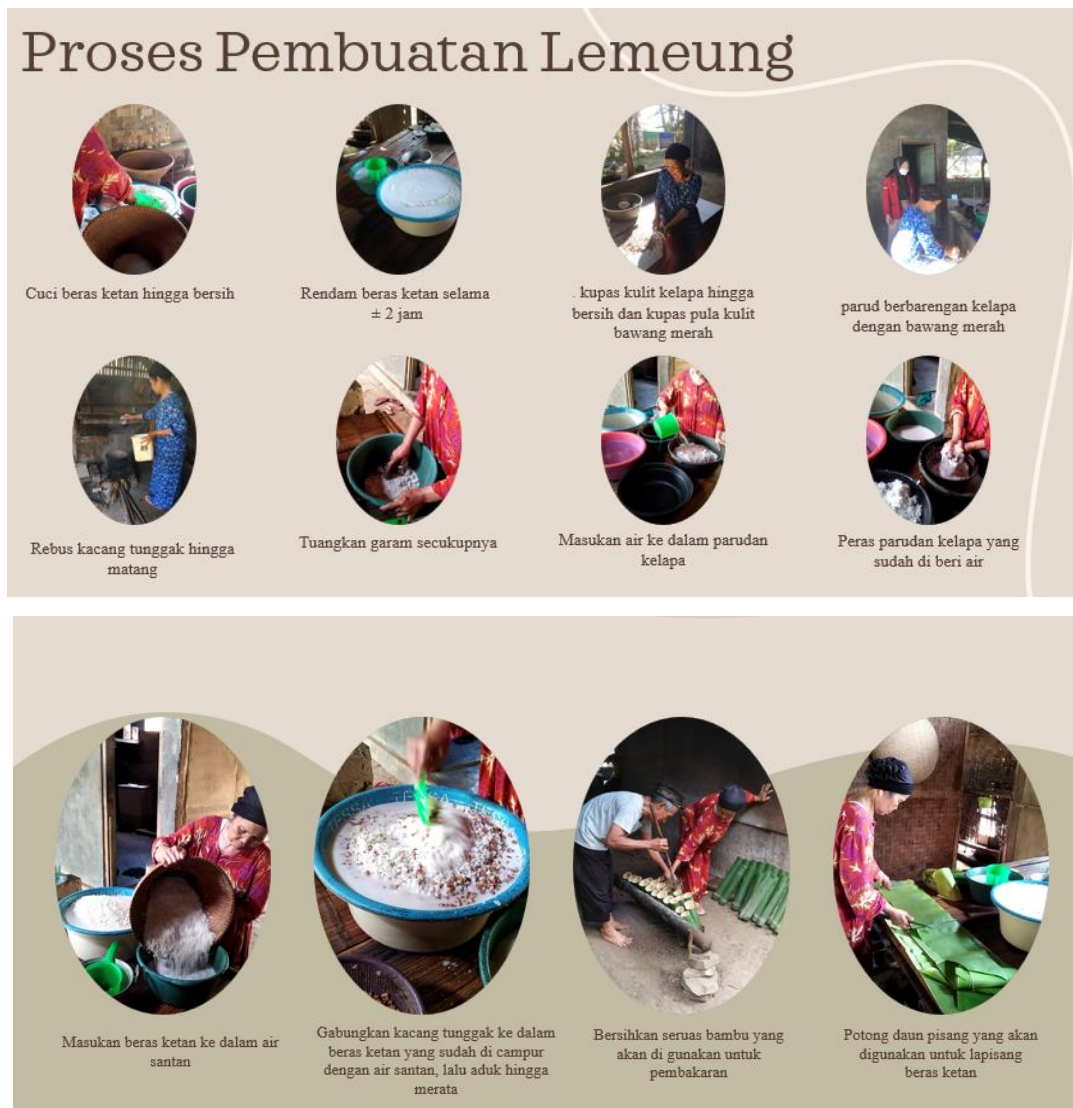 Proses Pembuatan Lemeung
Cuci beras ketan hingga bersih
Rendam beras ketan selama
± 2 jam
. kupas kulit kelapa hingga
bersih dan kupas pula kulit
bawang merah
parud berbarengan kelapa
dengan bawang merah
Rebus kacang tunggak hingga
matang
Tuangkan garam secukupnya
Masukan air ke dalam parudan
kelapa
Peras parudan kelapa yang
sudah di beri air
Masukan beras ketan ke dalam air
santan
Gabungkan kacang tunggak ke dalam
beras ketan yang sudah di campur
dengan air santan, lalu aduk hingga
merata
Bersihkan seruas bambu yang
akan di gunakan untuk
pembakaran
Potong daun pisang yang akan
digunakan untuk lapisang
beras ketan